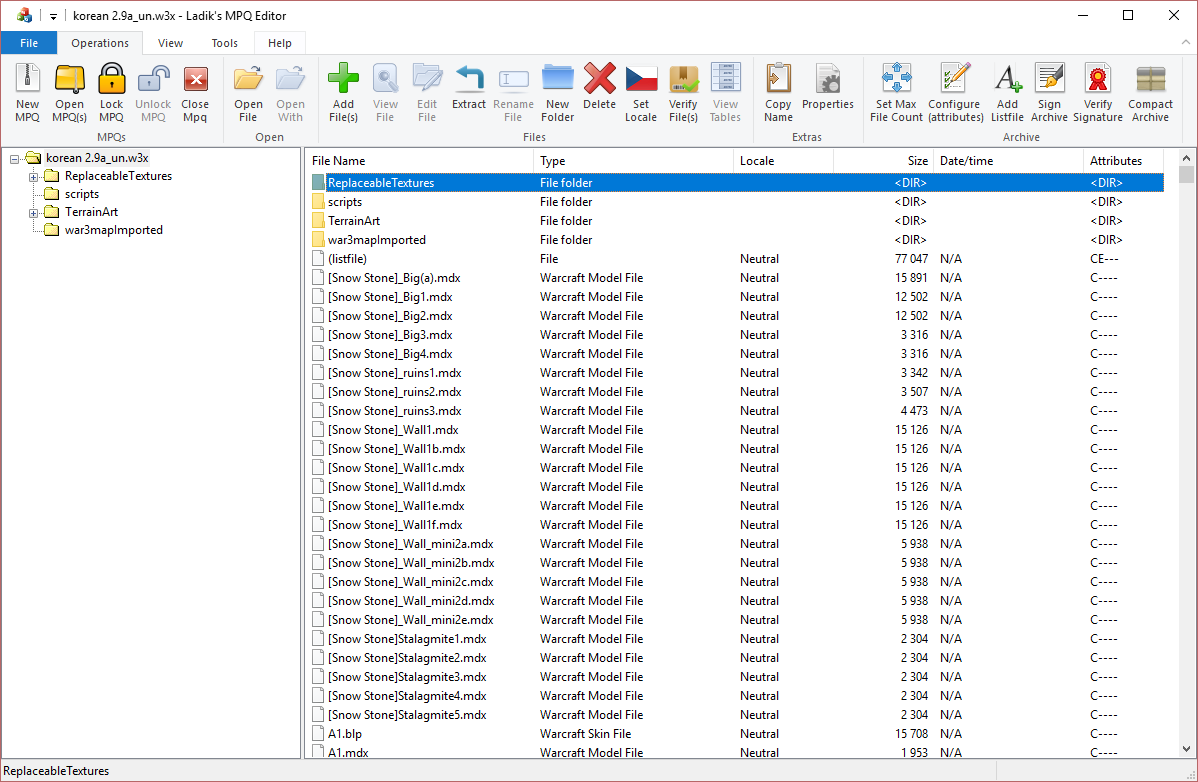 korean 2.9a_un.w3x - Ladik's MPQ Editor
File Operations View Tools Help
New MPQ
Open MPQ(s)
Lock MPQ
Unlock MPQ
Close Mpq
Open File
Open With
Add File(s)
View File
Edit File
Extract
Rename File
New Folder
Delete
Set Locale
Verify File(s)
View Tables
Copy Name
Properties
Set Max File Count
Configure (attributes)
Add Listfile
Sign Archive
Verify Signature
Compact Archive
MPQs Open Files Extras Archive
korean 2.9a_un.w3x
ReplaceableTextures
scripts
TerrainArt
war3mapImported
File Name Type Locale Size Date/time Attributes
ReplaceableTextures File folder <DIR> <DIR>
scripts File folder <DIR> <DIR>
TerrainArt File folder <DIR> <DIR>
war3mapImported File folder <DIR> <DIR>
(listfile) File Neutral 77 047 N/A CE---
[Snow Stone]_Big(a).mdx Warcraft Model File Neutral 15 891 N/A C----
[Snow Stone]_Big1.mdx Warcraft Model File Neutral 12 502 N/A C----
[Snow Stone]_Big2.mdx Warcraft Model File Neutral 12 502 N/A C----
[Snow Stone]_Big3.mdx Warcraft Model File Neutral 3 316 N/A C----
[Snow Stone]_Big4.mdx Warcraft Model File Neutral 3 316 N/A C----
[Snow Stone]_ruins1.mdx Warcraft Model File Neutral 3 342 N/A C----
[Snow Stone]_ruins2.mdx Warcraft Model File Neutral 3 507 N/A C----
[Snow Stone]_ruins3.mdx Warcraft Model File Neutral 4 473 N/A C----
[Snow Stone]_Wall1.mdx Warcraft Model File Neutral 15 126 N/A C----
[Snow Stone]_Wall1b.mdx Warcraft Model File Neutral 15 126 N/A C----
[Snow Stone]_Wall1c.mdx Warcraft Model File Neutral 15 126 N/A C----
[Snow Stone]_Wall1d.mdx Warcraft Model File Neutral 15 126 N/A C----
[Snow Stone]_Wall1e.mdx Warcraft Model File Neutral 15 126 N/A C----
[Snow Stone]_Wall1f.mdx Warcraft Model File Neutral 15 126 N/A C----
[Snow Stone]_Wall_mini2a.mdx Warcraft Model File Neutral 5 938 N/A C----
[Snow Stone]_Wall_mini2b.mdx Warcraft Model File Neutral 5 938 N/A C----
[Snow Stone]_Wall_mini2c.mdx Warcraft Model File Neutral 5 938 N/A C----
[Snow Stone]_Wall_mini2d.mdx Warcraft Model File Neutral 5 938 N/A C----
[Snow Stone]_Wall_mini2e.mdx Warcraft Model File Neutral 5 938 N/A C----
[Snow Stone]Stalagmite1.mdx Warcraft Model File Neutral 2 304 N/A C----
[Snow Stone]Stalagmite2.mdx Warcraft Model File Neutral 2 304 N/A C----
[Snow Stone]Stalagmite3.mdx Warcraft Model File Neutral 2 304 N/A C----
[Snow Stone]Stalagmite4.mdx Warcraft Model File Neutral 2 304 N/A C----
[Snow Stone]Stalagmite5.mdx Warcraft Model File Neutral 2 304 N/A C----
A1.blp Warcraft Skin File Neutral 15 708 N/A C----
A1.mdx Warcraft Model File Neutral 1 953 N/A C----
ReplaceableTextures